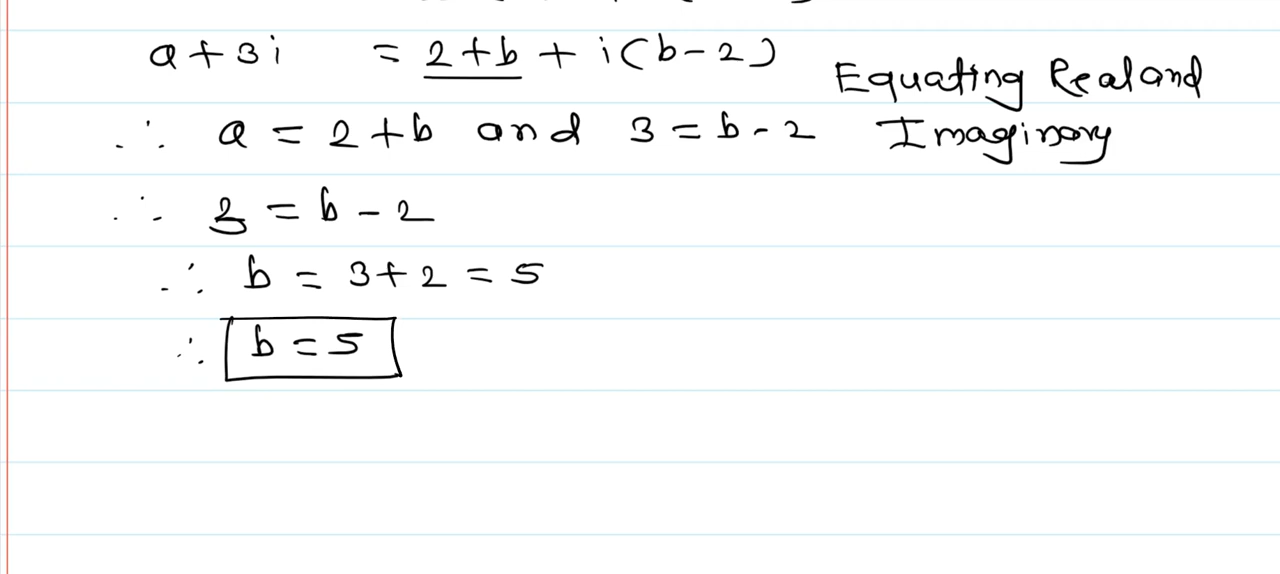 a + 3i = 2 + b + i(b - 2)
Equating Real and
∴ a = 2 + b and 3 = b - 2 Imaginary
∴ 3 = b - 2
∴ b = 3 + 2 = 5
∴ b = 5